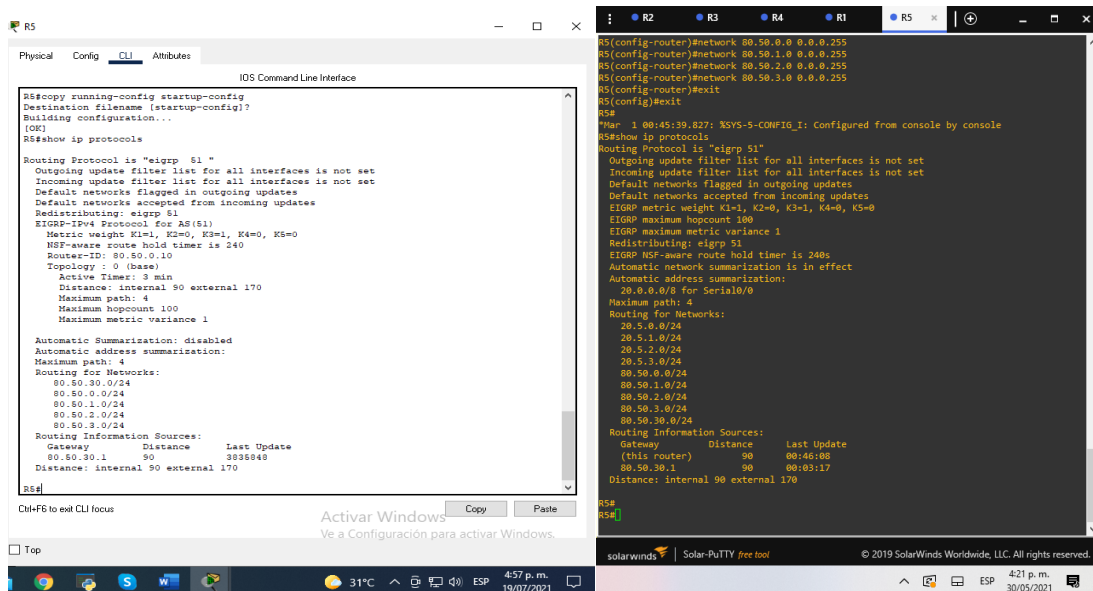 R5
Physical Config CLI Attributes
IOS Command Line Interface
R5#copy running-config startup-config
Destination filename [startup-config]?
Building configuration...
[OK]
R5#show ip protocols
Routing Protocol is "eigrp  51 "
Outgoing update filter list for all interfaces is not set
Incoming update filter list for all interfaces is not set
Default networks flagged in outgoing updates
Default networks accepted from incoming updates
Redistributing: eigrp 51
EIGRP-IPv4 Protocol for AS(51)
Metric weight K1=1, K2=0, K3=1, K4=0, K5=0
NSF-aware route hold timer is 240
Router-ID: 80.50.0.10
Topology : 0 (base)
Active Timer: 3 min
Distance: internal 90 external 170
Maximum path: 4
Maximum hopcount 100
Maximum metric variance 1
Automatic Summarization: disabled
Automatic address summarization:
Maximum path: 4
Routing for Networks:
80.50.30.0/24
80.50.0.0/24
80.50.1.0/24
80.50.2.0/24
80.50.3.0/24
Routing Information Sources:
Gateway Distance Last Update
80.50.30.1 90 3835848
Distance: internal 90 external 170
R5#
Ctrl+F6 to exit CLI focus
Copy Paste
Activar Windows
Ve a Configuración para activar Windows.
Top
31°C ESP 4:57 p. m.
19/07/2021
R2 R3 R4 R1 R5
R5(config-router)#network 80.50.0.0 0.0.0.255
R5(config-router)#network 80.50.1.0 0.0.0.255
R5(config-router)#network 80.50.2.0 0.0.0.255
R5(config-router)#network 80.50.3.0 0.0.0.255
R5(config-router)#exit
R5(config)#exit
R5#
*Mar  1 00:45:39.827: %SYS-5-CONFIG_I: Configured from console by console
R5#show ip protocols
Routing Protocol is "eigrp 51"
Outgoing update filter list for all interfaces is not set
Incoming update filter list for all interfaces is not set
Default networks flagged in outgoing updates
Default networks accepted from incoming updates
EIGRP metric weight K1=1, K2=0, K3=1, K4=0, K5=0
EIGRP maximum hopcount 100
EIGRP maximum metric variance 1
Redistributing: eigrp 51
EIGRP NSF-aware route hold timer is 240s
Automatic network summarization is in effect
Automatic address summarization:
20.0.0.0/8 for Serial0/0
Maximum path: 4
Routing for Networks:
20.5.0.0/24
20.5.1.0/24
20.5.2.0/24
20.5.3.0/24
80.50.0.0/24
80.50.1.0/24
80.50.2.0/24
80.50.3.0/24
80.50.30.0/24
Routing Information Sources:
Gateway Distance Last Update
(this router) 90 00:46:08
80.50.30.1 90 00:03:17
Distance: internal 90 external 170
R5#
R5#
solarwinds Solar-PuTTY free tool © 2019 SolarWinds Worldwide, LLC. All rights reserved.
ESP 4:21 p. m.
30/05/2021